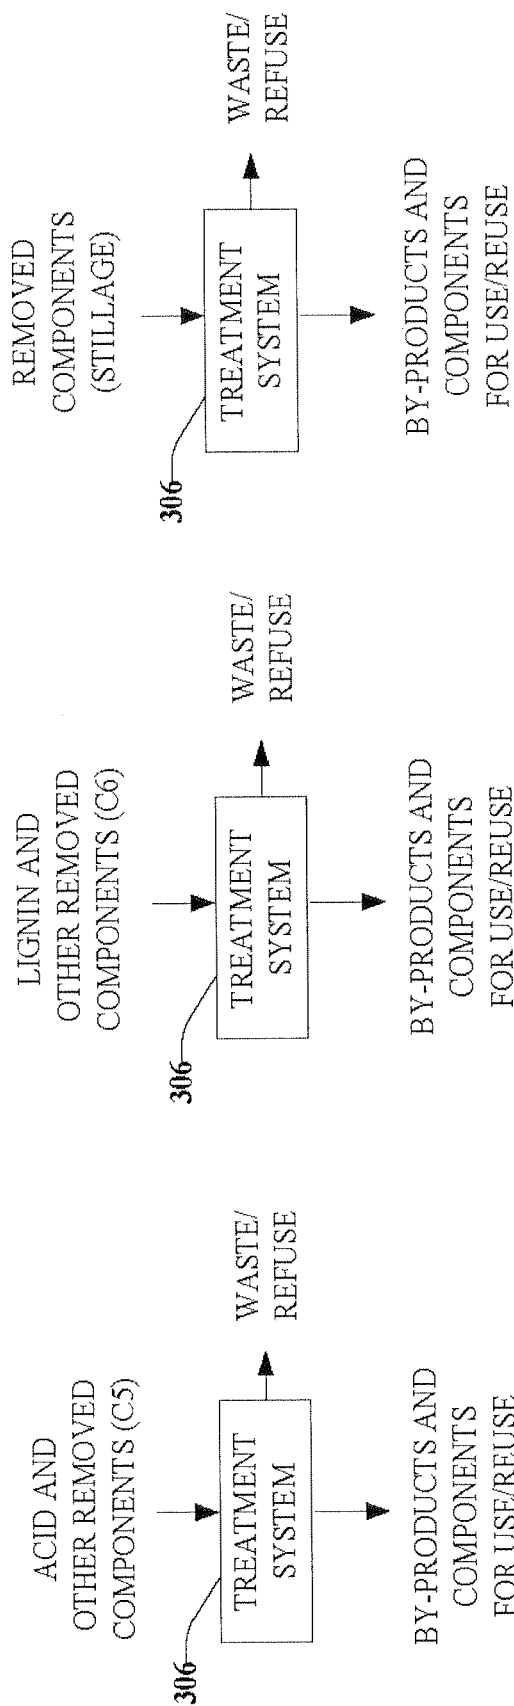 ACID AND
OTHER REMOVED
COMPONENTS (C5)
306
TREATMENT
SYSTEM
WASTE/
REFUSE
BY-PRODUCTS AND
COMPONENTS
FOR USE/REUSE
LIGNIN AND
OTHER REMOVED
COMPONENTS (C6)
306
TREATMENT
SYSTEM
WASTE/
REFUSE
BY-PRODUCTS AND
COMPONENTS
FOR USE/REUSE
REMOVED
COMPONENTS
(STILLAGE)
306
TREATMENT
SYSTEM
WASTE/
REFUSE
BY-PRODUCTS AND
COMPONENTS
FOR USE/REUSE